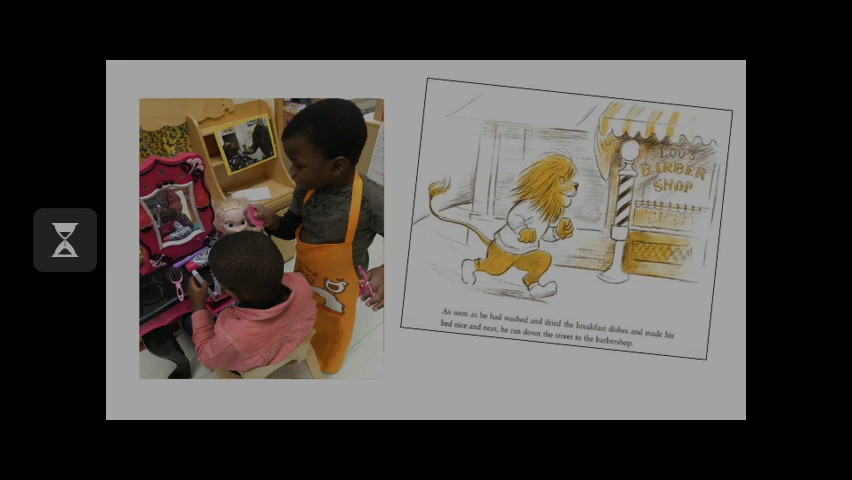 LOU'S
BARBER
SHOP
As soon as he had washed and dried the breakfast dishes and made his
bed nice and neat, he ran down the street to the barbershop.